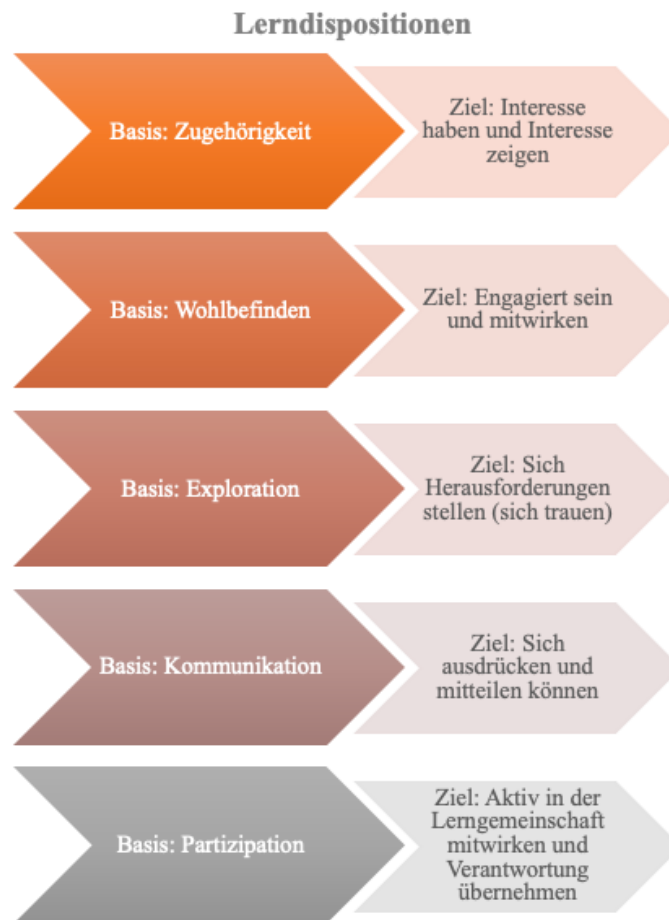 Lerndispositionen
Basis: Zugehörigkeit
Ziel: Interesse
haben und Interesse
zeigen
Basis: Wohlbefinden
Ziel: Engagiert sein
und mitwirken
Basis: Exploration
Ziel: Sich
Herausforderungen
stellen (sich trauen)
Basis: Kommunikation
Ziel: Sich
ausdrücken und
mitteilen können
Basis: Partizipation
Ziel: Aktiv in der
Lerngemeinschaft
mitwirken und
Verantwortung
übernehmen